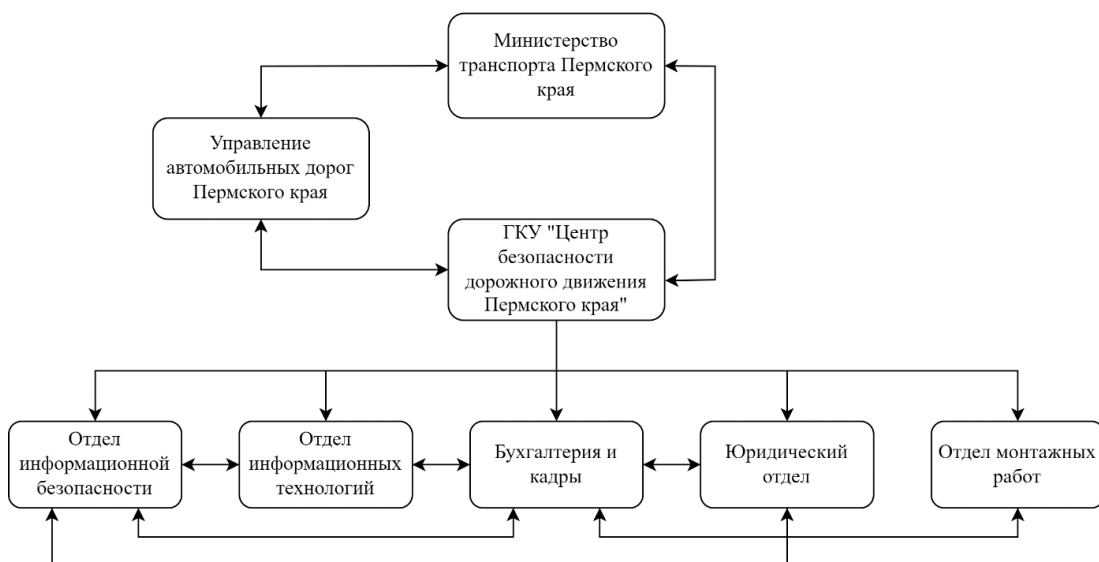 Министерство
транспорта Пермского
края
Управление
автомобильных дорог
Пермского края
ГКУ "Центр
безопасности
дорожного движения
Пермского края"
Отдел
информационной
безопасности
Отдел
информационных
технологий
Бухгалтерия и
кадры
Юридический
отдел
Отдел монтажных
работ